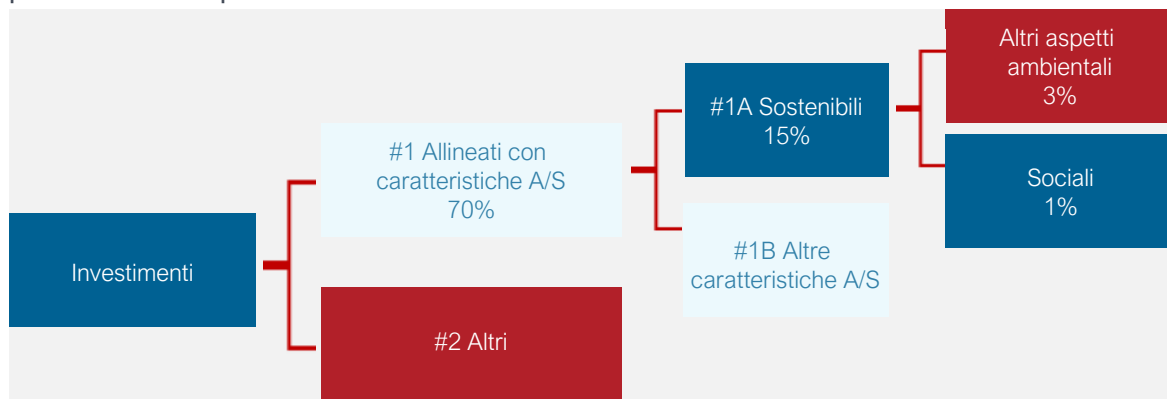 Altri aspetti
ambientali
3%
#1A Sostenibili
15%
#1 Allineati con
caratteristiche A/S
70%
Sociali
1%
#1B Altre
caratteristiche A/S
Investimenti
#2 Altri